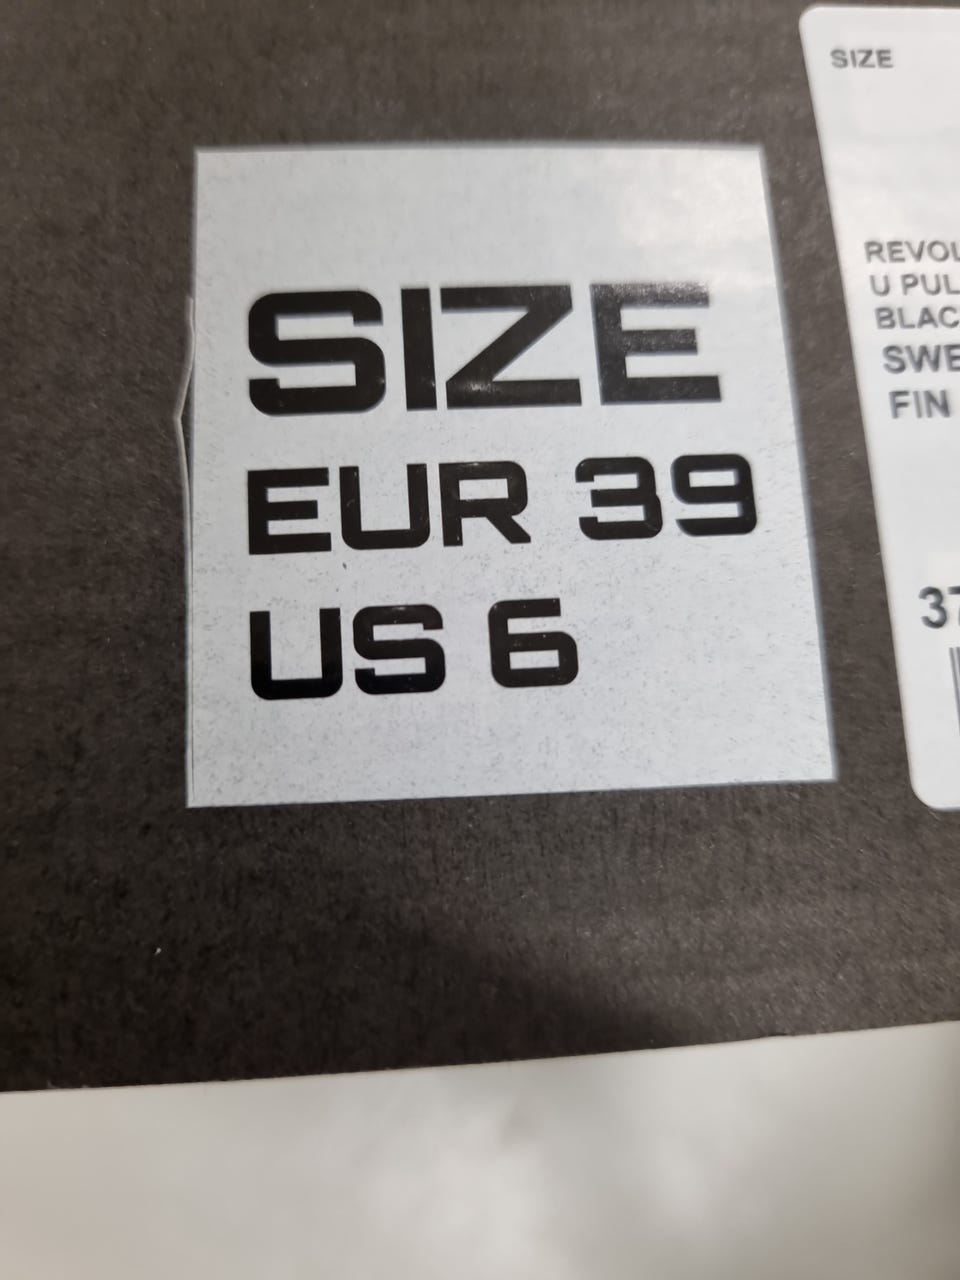 SIZE
EUR 39
US 6
SIZE
REVOL
U PUL
BLAC
SWE
FIN
37